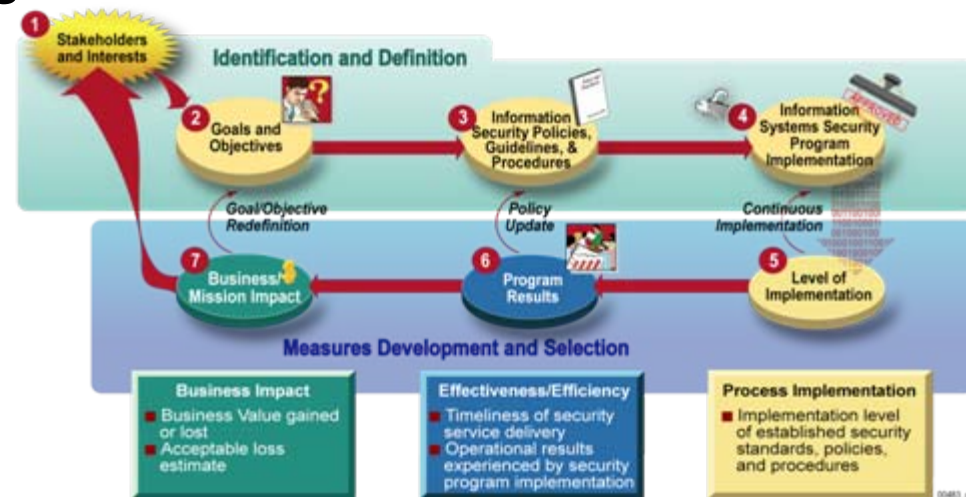 1
Stakeholders
and Interests
Identification and Definition
2
Goals and
Objectives
3
Information
Security Policies,
Guidelines, &
Procedures
4
Information
Systems Security
Program
Implementation
APPROVED
Goal/Objective
Redefinition
Policy
Update
Continuous
Implementation
7
Business/
Mission Impact
6
Program
Results
5
Level of
Implementation
Measures Development and Selection
Business Impact
Business Value gained
or lost
Acceptable loss
estimate
Effectiveness/Efficiency
Timeliness of security
service delivery
Operational results
experienced by security
program implementation
Process Implementation
Implementation level
of established security
standards, policies,
and procedures